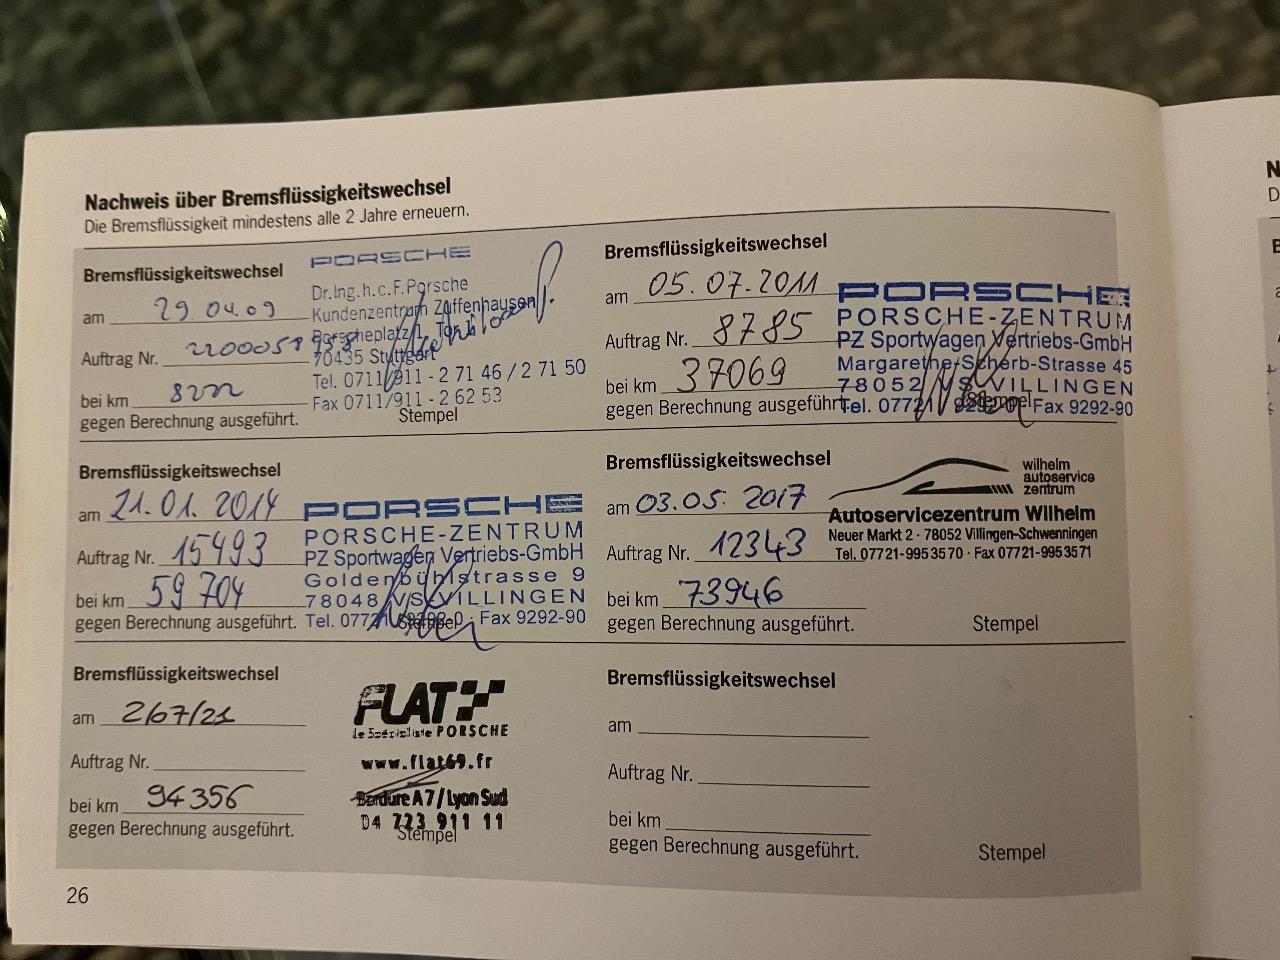 Nachweis über Bremsflüssigkeitswechsel
Die Bremsflüssigkeit mindestens alle 2 Jahre erneuern.
Bremsflüssigkeitswechsel
am 29.04.09
Auftrag Nr.
bei km
gegen Berechnung ausgeführt.
PORSCHE
Dr.Ing.h.c.F.Porsche
Kundenzentrum Zuffenhausen
Porscheplatz 1,
70435 Stuttgart
Tel. 0711/911 - 2 71 46 / 2 71 50
Fax 0711/911 - 2 62 53
Stempel
Bremsflüssigkeitswechsel
am 05.07.2011
Auftrag Nr. 8785
bei km 37069
gegen Berechnung ausgeführt.
PORSCHE
PORSCHE-ZENTRUM
PZ Sportwagen Vertriebs-GmbH
Margarethe-Scherb-Strasse 45
78052 VS-VILLINGEN
Tel. 07721/ Fax 9292-90
Stempel
Bremsflüssigkeitswechsel
am 21.01.2014
Auftrag Nr. 15493
bei km 59704
gegen Berechnung ausgeführt.
PORSCHE
PORSCHE-ZENTRUM
PZ Sportwagen Vertriebs-GmbH
Goldenbühlstrasse 9
78048 VS-VILLINGEN
Tel. Fax 9292-90
Stempel
Bremsflüssigkeitswechsel
am 03.05.2017
Auftrag Nr. 12343
bei km 73946
gegen Berechnung ausgeführt.
wilhelm
autoservice
zentrum
Autoservicezentrum Wilhelm
Neuer Markt 2 · 78052 Villingen-Schwenningen
Tel. 07721-9953570 · Fax 07721-9953571
Stempel
Bremsflüssigkeitswechsel
am 2/67/21
Auftrag Nr.
bei km 94356
gegen Berechnung ausgeführt.
FLAT
le Spécialiste PORSCHE
www.flat69.fr
Bordure A7 / Lyon Sud
04 723 911 11
Stempel
Bremsflüssigkeitswechsel
am
Auftrag Nr.
bei km
gegen Berechnung ausgeführt.
Stempel
26